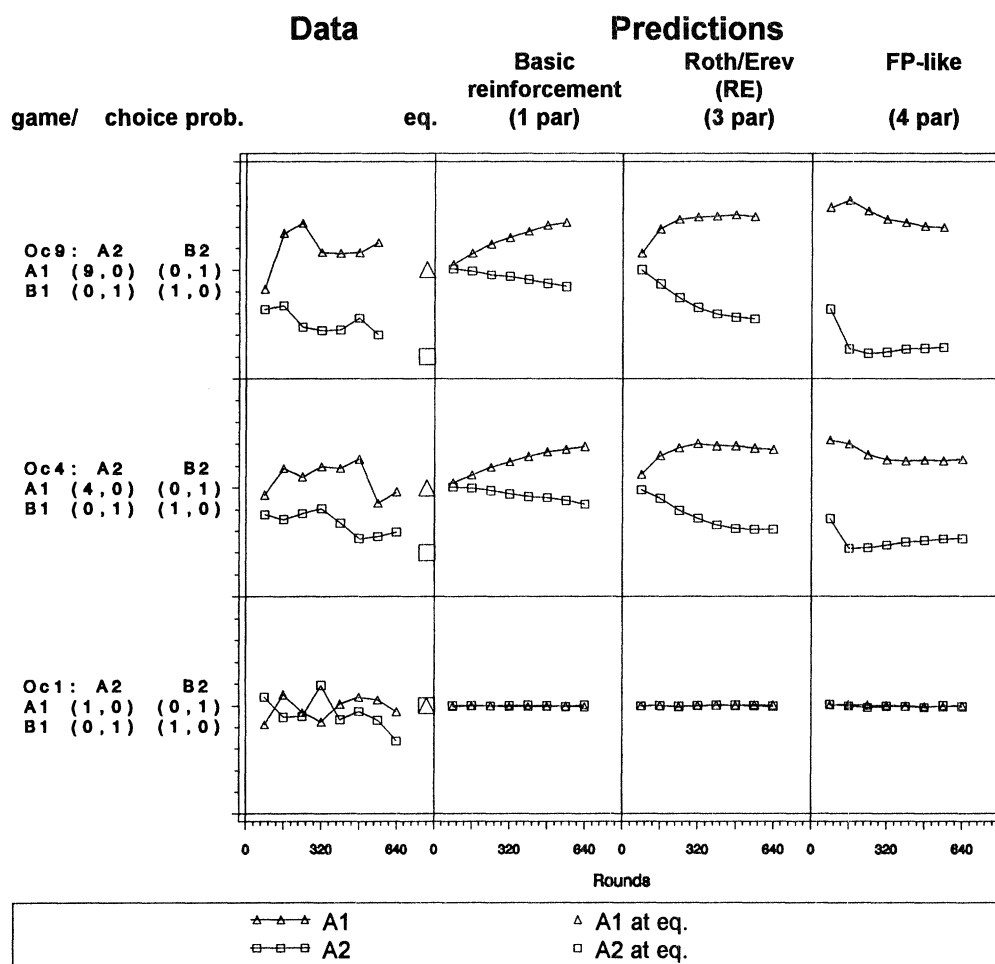 Data Predictions
Basic Roth/Erev FP-like
reinforcement (RE)
game/ choice prob. eq. (1 par) (3 par) (4 par)
Oc9: A2 B2
A1 (9,0) (0,1)
B1 (0,1) (1,0)
Oc4: A2 B2
A1 (4,0) (0,1)
B1 (0,1) (1,0)
Oc1: A2 B2
A1 (1,0) (0,1)
B1 (0,1) (1,0)
0 320 640 0 320 640 0 320 640 0 320 640
Rounds
A1 A1 at eq.
A2 A2 at eq.